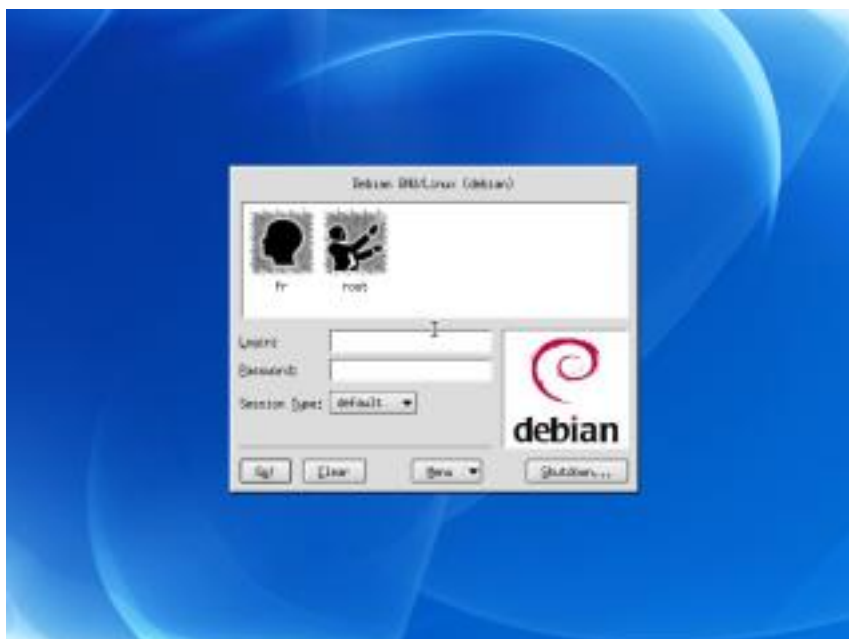 Debian GNU/Linux (debian)
fr root
Login:
Password:
Session Type: default
debian
Go! Clear Menu Shutdown...